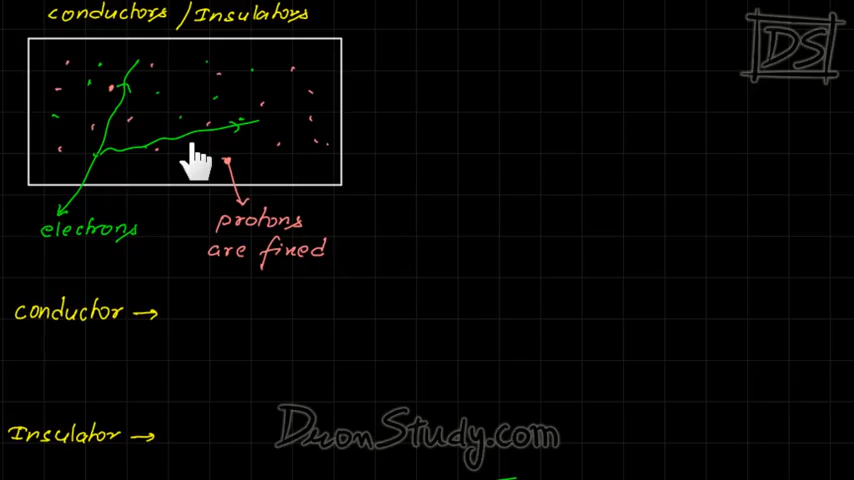 conductors / Insulators
DS
electrons
protons
are fixed
conductor →
Insulator →
DronStudy.com